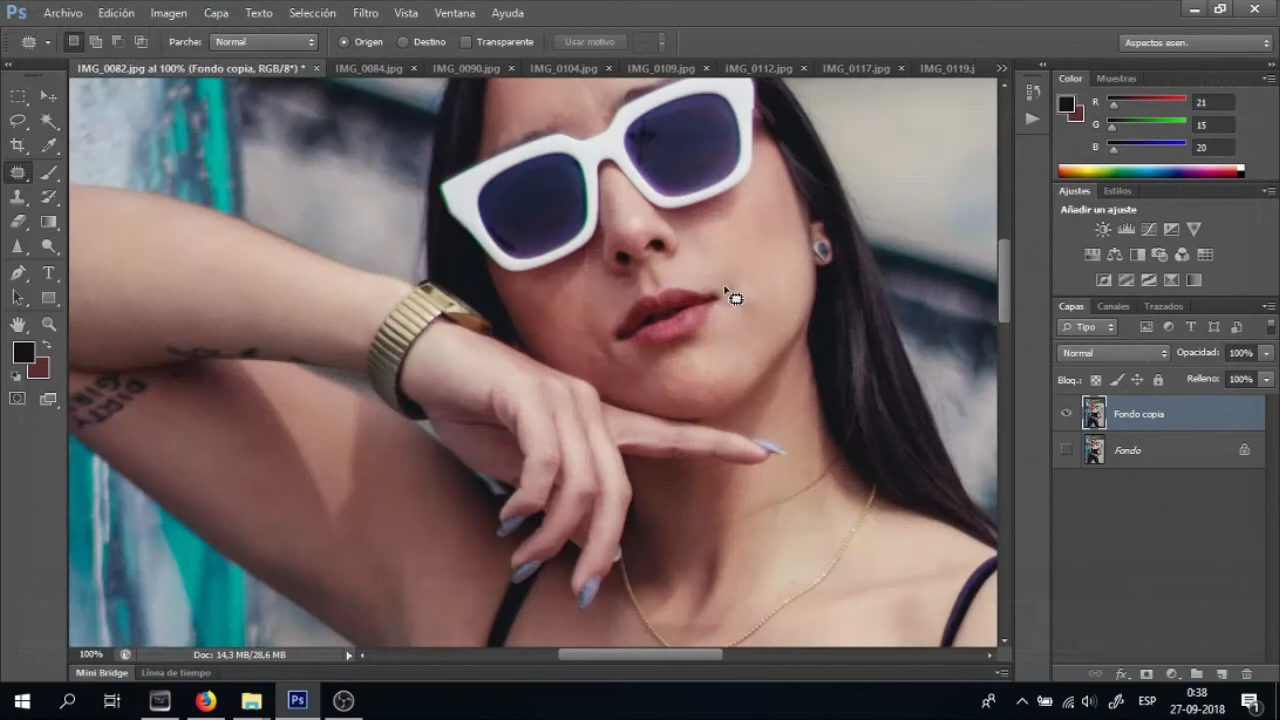 Ps Archivo Edición Imagen Capa Texto Selección Filtro Vista Ventana Ayuda
Parche: Normal Origen Destino Transparente Usar motivo Aspectos esen.
IMG_0082.jpg al 100% (Fondo copia, RGB/8*) * × IMG_0084.jpg × IMG_0090.jpg × IMG_0104.jpg × IMG_0109.jpg × IMG_0112.jpg × IMG_0117.jpg × IMG_0119.j
Color Muestras
R 21
G 15
B 20
Ajustes Estilos
Añadir un ajuste
Capas Canales Trazados
Tipo
Normal Opacidad: 100%
Bloq.: Relleno: 100%
Fondo copia
Fondo
DIRTY
GIRL
100% Doc: 14,3 MB/28,6 MB
Mini Bridge Línea de tiempo
Ps ESP 0:38
27-09-2018 1